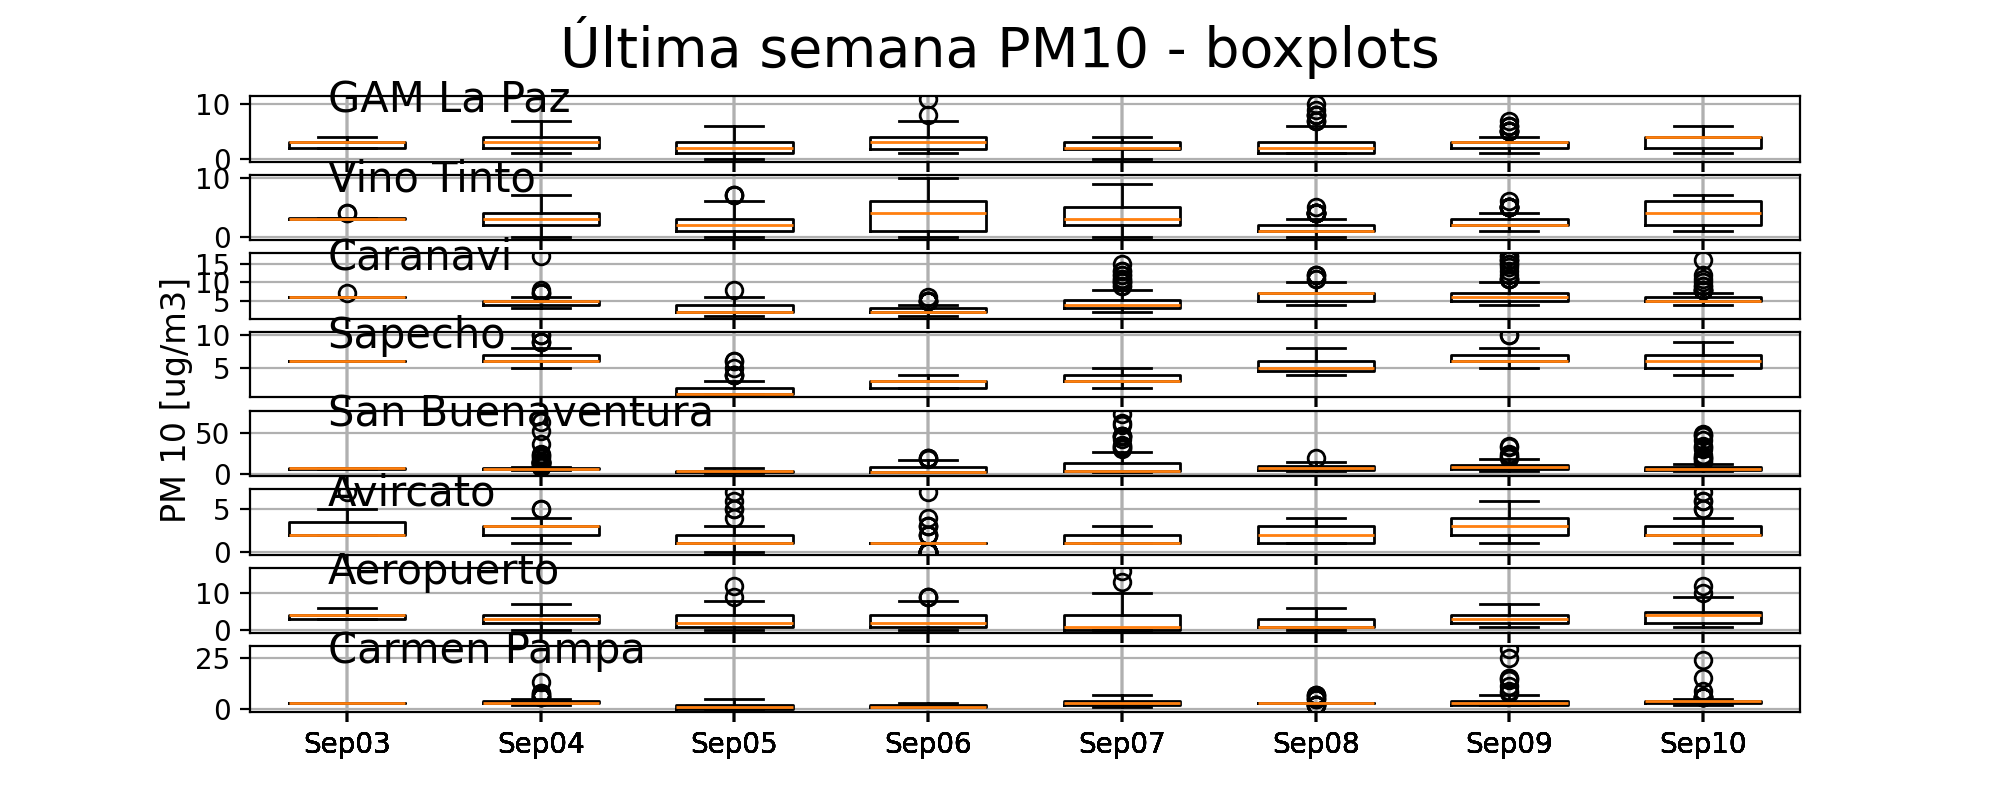 Última semana PM10 - boxplots
GAM La Paz
10
0
Vino Tinto
10
0
Caranavi
15
10
5
Sapecho
10
5
San Buenaventura
50
0
Avircato
5
0
Aeropuerto
10
0
Carmen Pampa
25
0
PM 10 [ug/m3]
Sep03 Sep04 Sep05 Sep06 Sep07 Sep08 Sep09 Sep10